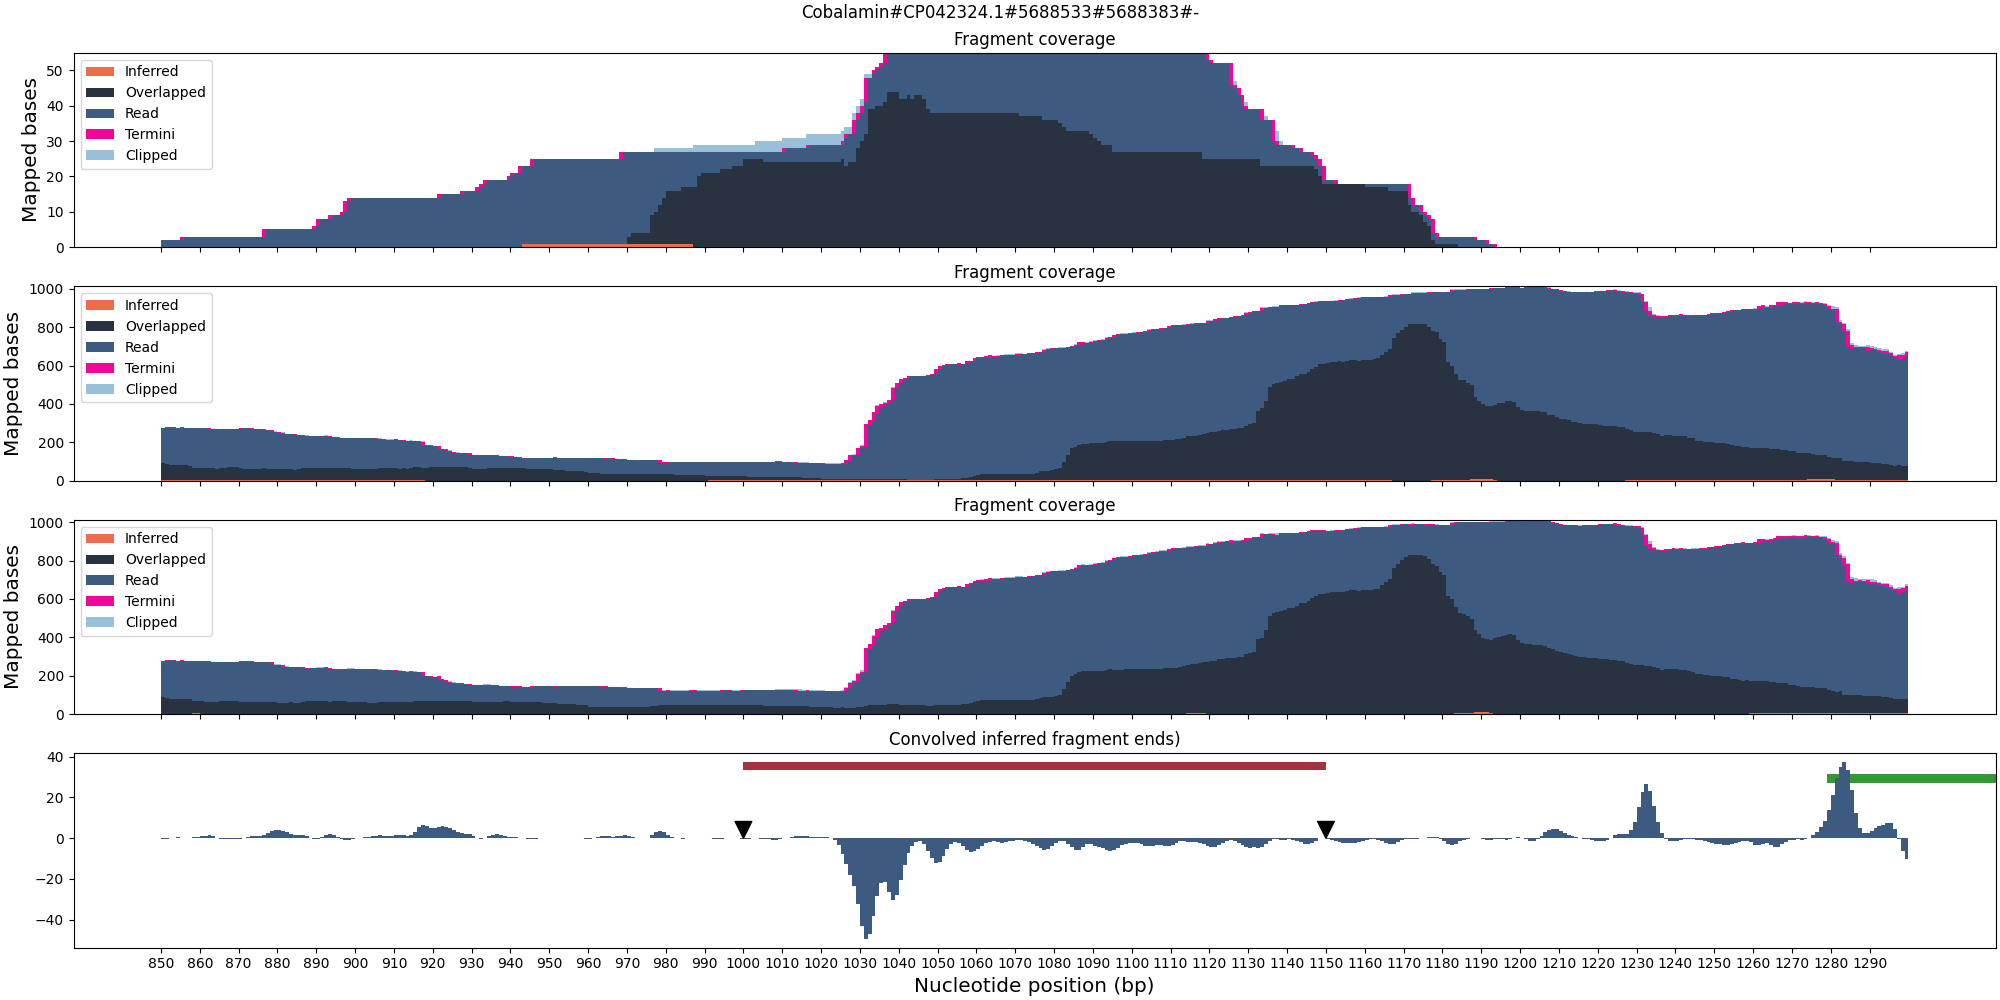 Cobalamin#CP042324.1#5688533#5688383#-
Fragment coverage
Mapped bases
50
40
30
20
10
0
Inferred
Overlapped
Read
Termini
Clipped
Fragment coverage
Mapped bases
1000
800
600
400
200
0
Inferred
Overlapped
Read
Termini
Clipped
Fragment coverage
Mapped bases
1000
800
600
400
200
0
Inferred
Overlapped
Read
Termini
Clipped
Convolved inferred fragment ends)
40
20
0
−20
−40
850 860 870 880 890 900 910 920 930 940 950 960 970 980 990 1000 1010 1020 1030 1040 1050 1060 1070 1080 1090 1100 1110 1120 1130 1140 1150 1160 1170 1180 1190 1200 1210 1220 1230 1240 1250 1260 1270 1280 1290
Nucleotide position (bp)